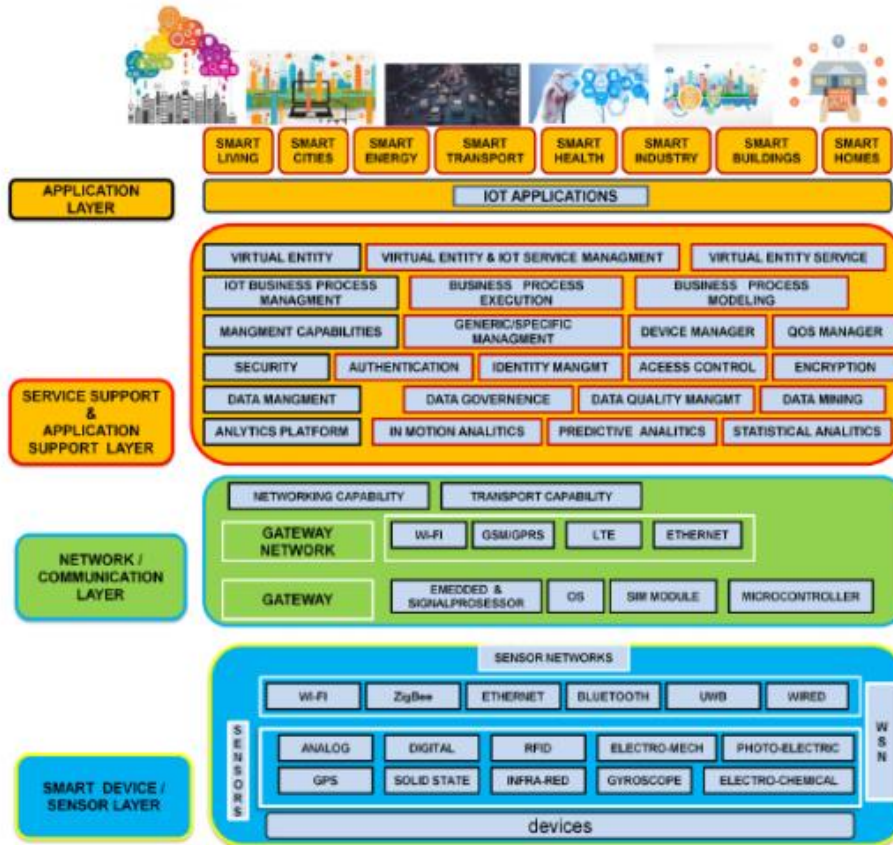 SMART LIVING
SMART CITIES
SMART ENERGY
SMART TRANSPORT
SMART HEALTH
SMART INDUSTRY
SMART BUILDINGS
SMART HOMES
APPLICATION LAYER
IOT APPLICATIONS
VIRTUAL ENTITY
VIRTUAL ENTITY & IOT SERVICE MANAGMENT
VIRTUAL ENTITY SERVICE
IOT BUSINESS PROCESS MANAGMENT
BUSINESS PROCESS EXECUTION
BUSINESS PROCESS MODELING
MANGMENT CAPABILITIES
GENERIC/SPECIFIC MANAGMENT
DEVICE MANAGER
QOS MANAGER
SECURITY
AUTHENTICATION
IDENTITY MANGMT
ACEESS CONTROL
ENCRYPTION
SERVICE SUPPORT & APPLICATION SUPPORT LAYER
DATA MANGMENT
DATA GOVERNENCE
DATA QUALITY MANGMT
DATA MINING
ANLYTICS PLATFORM
IN MOTION ANALITICS
PREDICTIVE ANALITICS
STATISTICAL ANALITICS
NETWORKING CAPABILITY
TRANSPORT CAPABILITY
GATEWAY NETWORK
WI-FI
GSM/GPRS
LTE
ETHERNET
NETWORK / COMMUNICATION LAYER
GATEWAY
EMEDDED & SIGNALPROSESSOR
OS
SIM MODULE
MICROCONTROLLER
SENSOR NETWORKS
WI-FI
ZigBee
ETHERNET
BLUETOOTH
UWB
WIRED
SENSORS
WSN
ANALOG
DIGITAL
RFID
ELECTRO-MECH
PHOTO-ELECTRIC
GPS
SOLID STATE
INFRA-RED
GYROSCOPE
ELECTRO-CHEMICAL
SMART DEVICE / SENSOR LAYER
devices